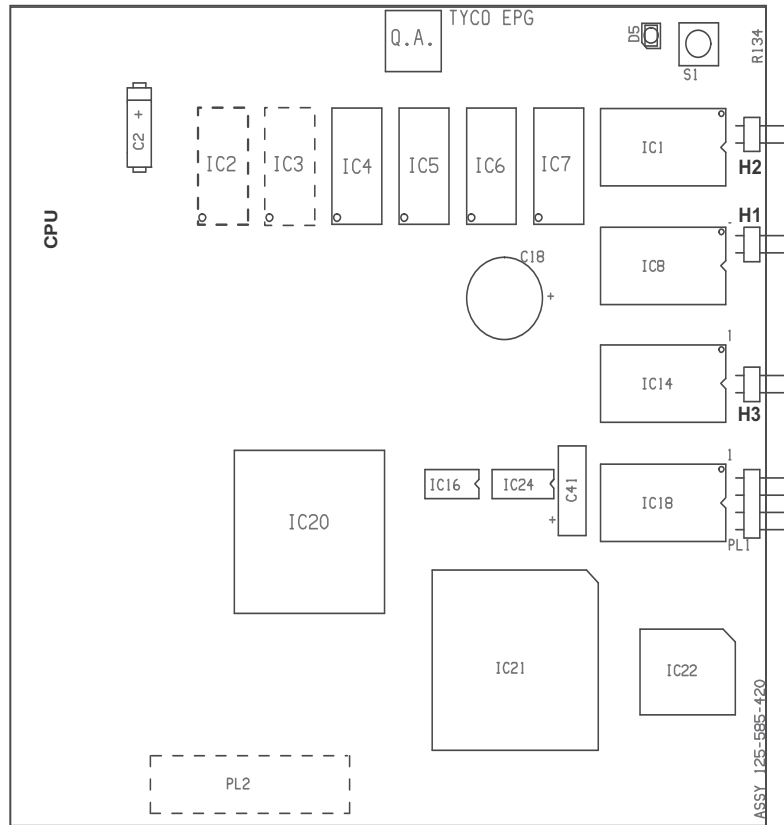 TYCO EPG
Q.A.
D5
S1
R134
C2 +
IC2
IC3
IC4
IC5
IC6
IC7
IC1
H2
CPU
H1
IC8
C18
+
1
IC14
H3
1
IC16
IC24
C41
+
IC18
PL1
IC20
IC21
IC22
PL2
ASSY 125-585-420